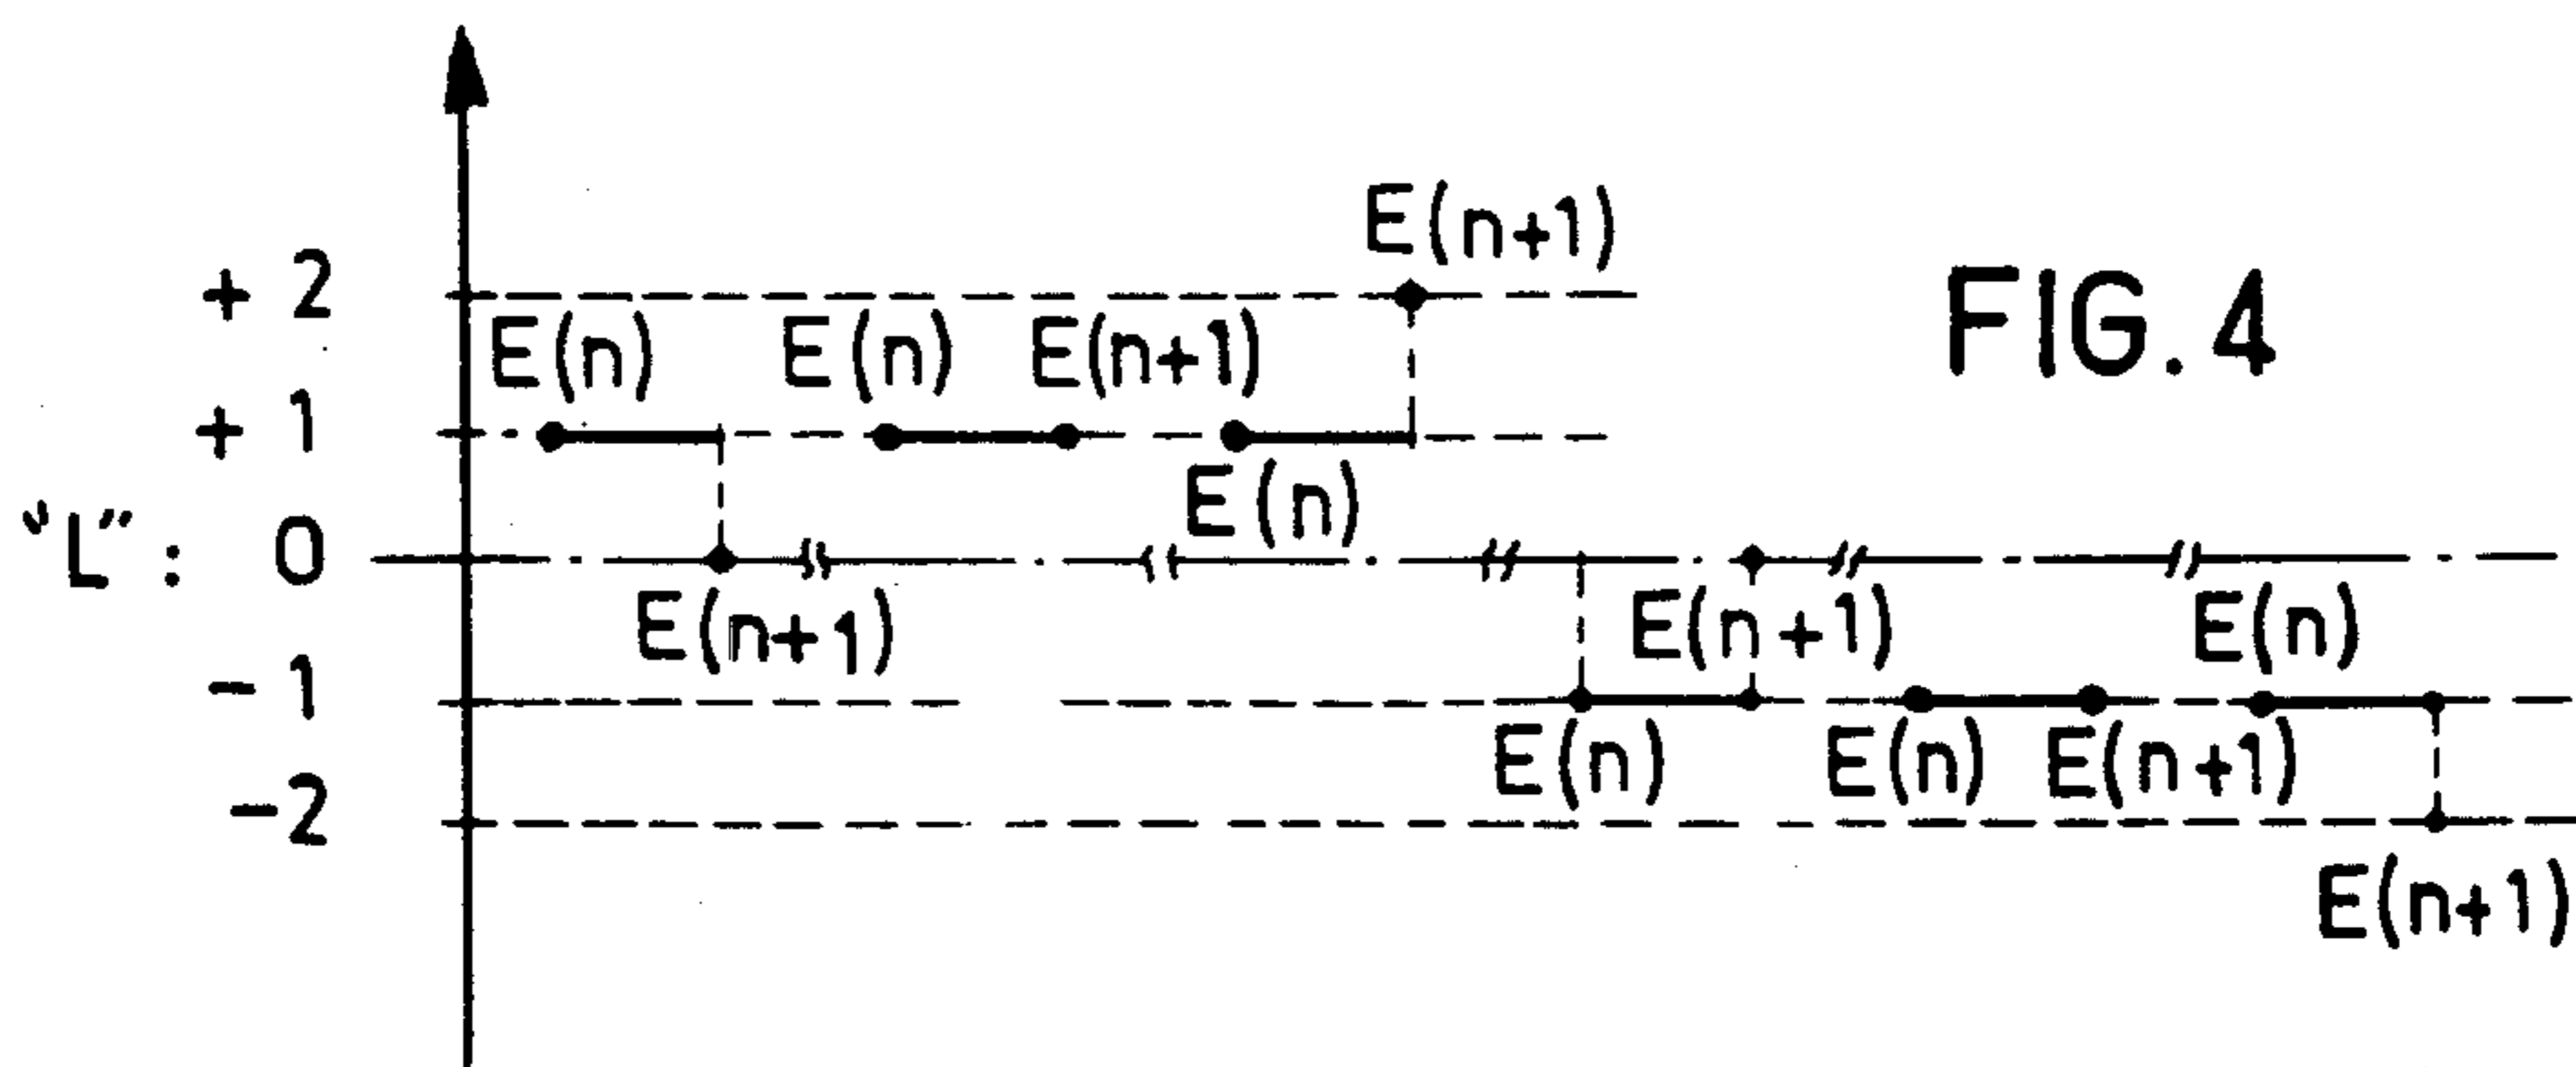 E(n+1)
+ 2
FIG. 4
E(n) E(n) E(n+1)
+ 1
E(n)
"L" : 0
E(n+1) E(n+1) E(n)
- 1
E(n) E(n) E(n+1)
-2
E(n+1)